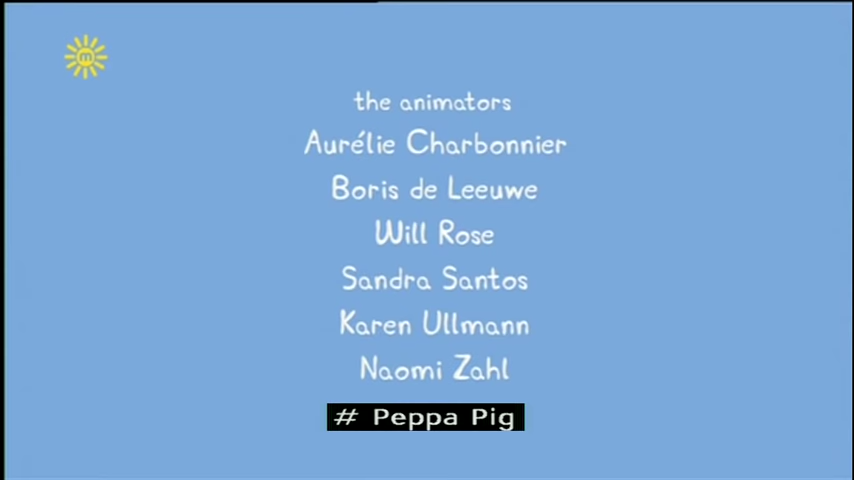 m
the animators
Aurélie Charbonnier
Boris de Leeuwe
Will Rose
Sandra Santos
Karen Ullmann
Naomi Zahl
# Peppa Pig